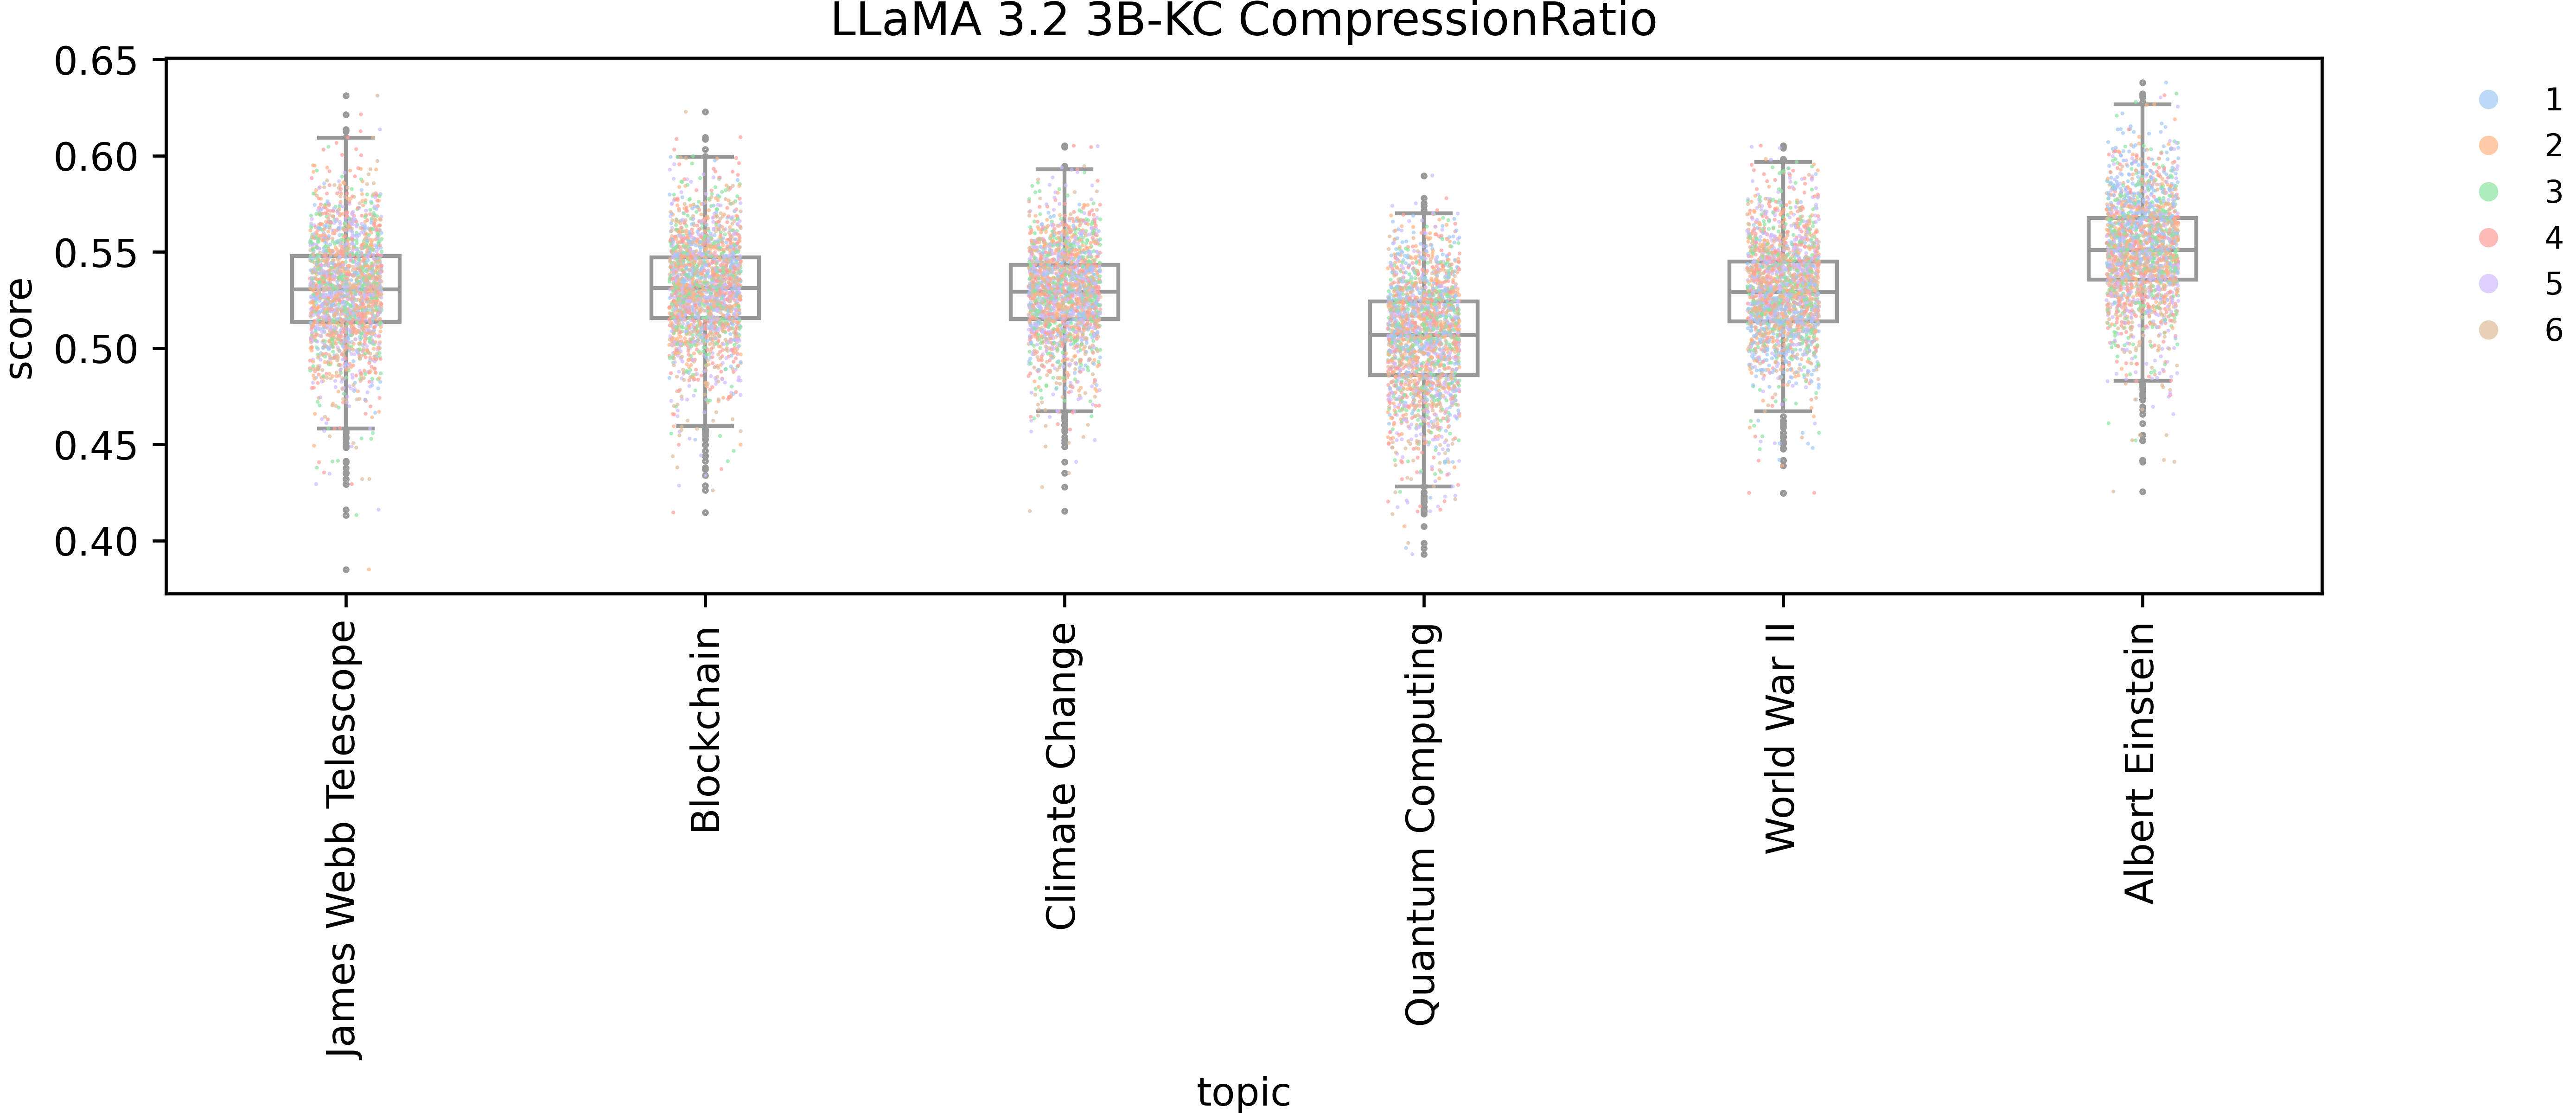 LLaMA 3.2 3B-KC CompressionRatio
score
0.65
0.60
0.55
0.50
0.45
0.40
1
2
3
4
5
6
James Webb Telescope
Blockchain
Climate Change
Quantum Computing
World War II
Albert Einstein
topic